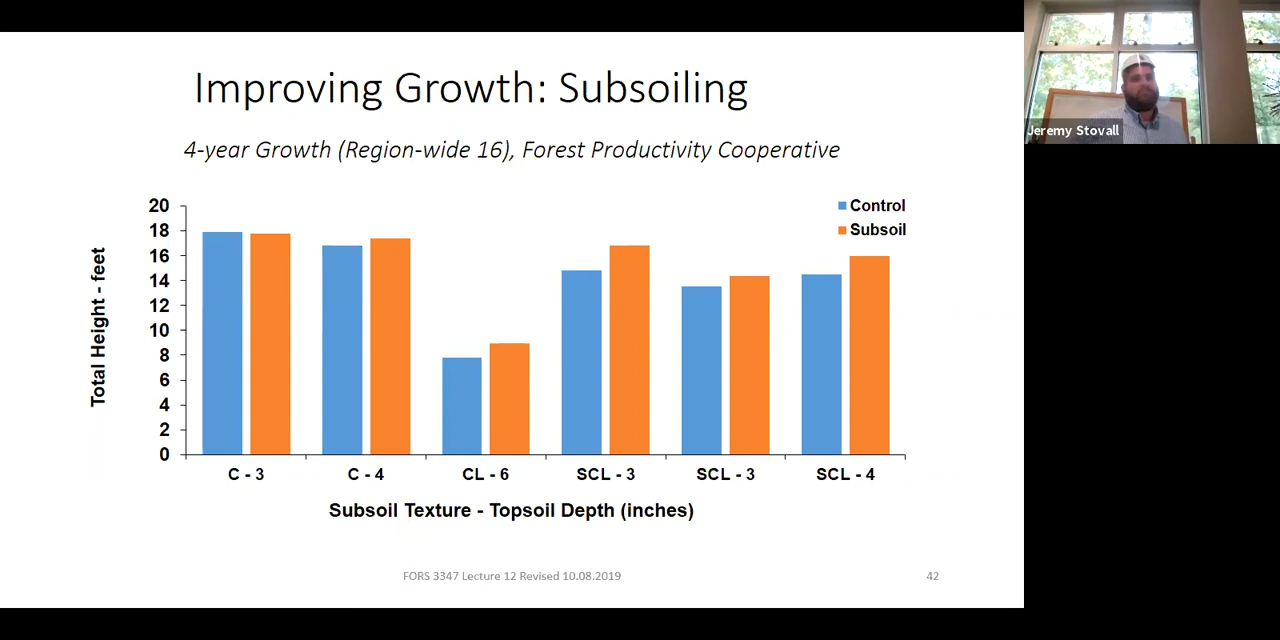 Improving Growth: Subsoiling
4-year Growth (Region-wide 16), Forest Productivity Cooperative
Total Height - feet
20
18
16
14
12
10
8
6
4
2
0
Control
Subsoil
C - 3
C - 4
CL - 6
SCL - 3
SCL - 3
SCL - 4
Subsoil Texture - Topsoil Depth (inches)
FORS 3347 Lecture 12 Revised 10.08.2019
42
Jeremy Stovall